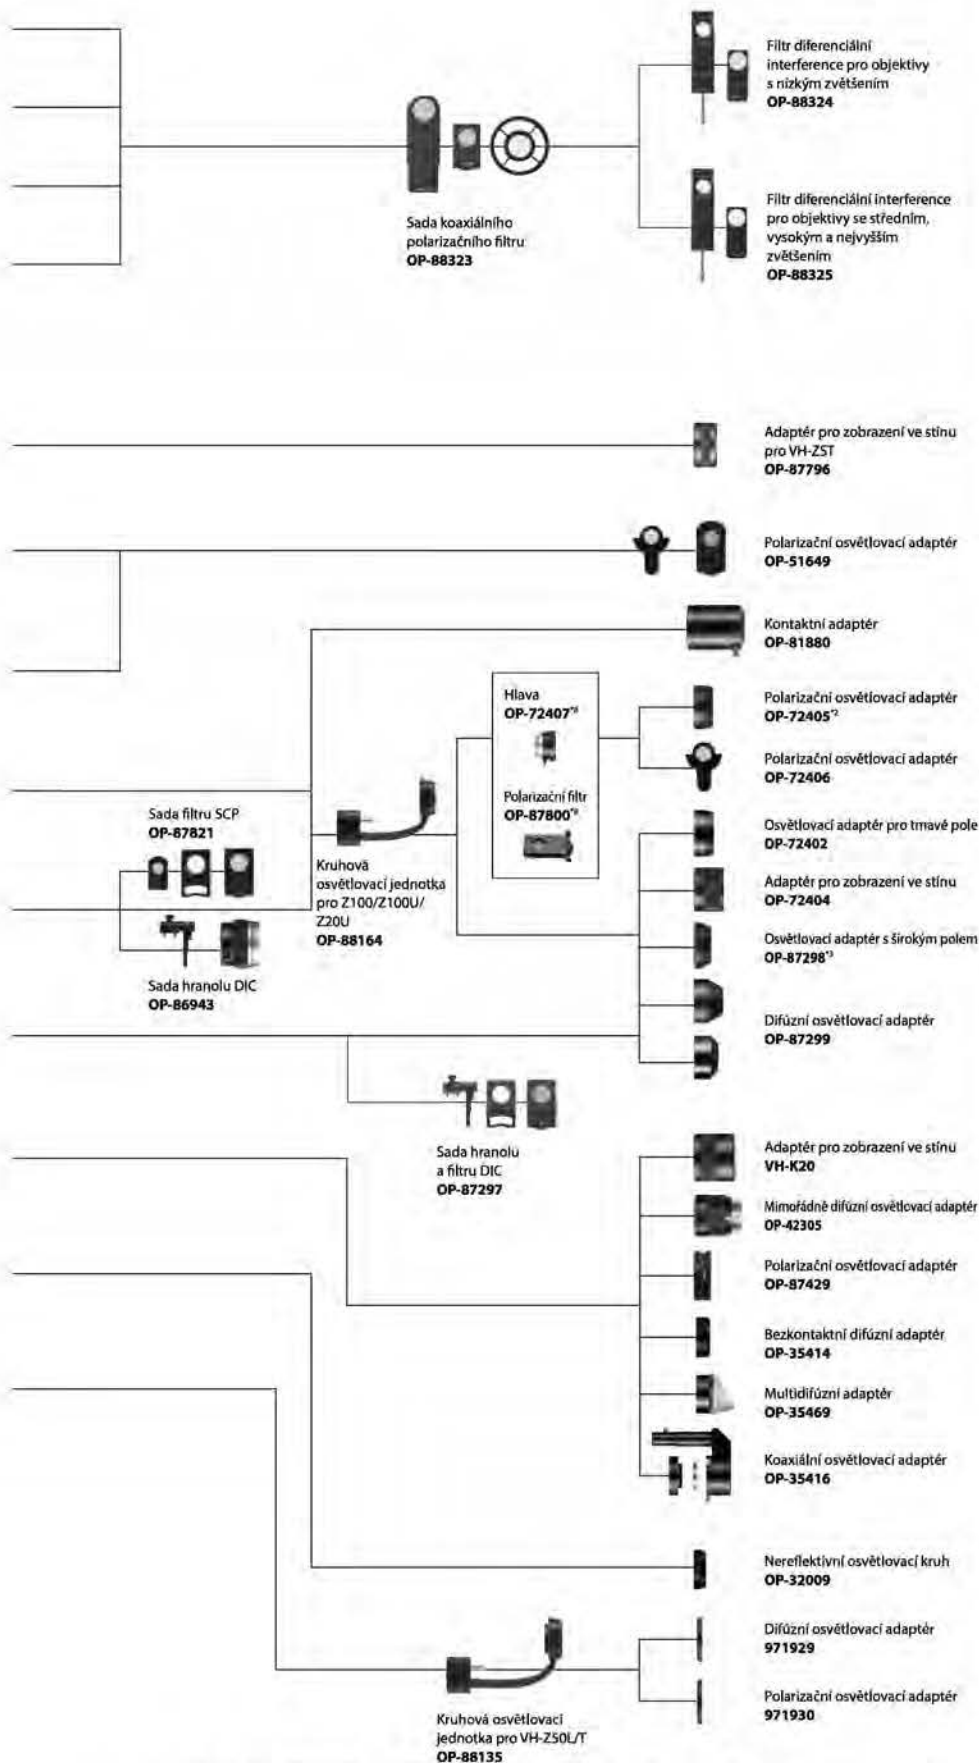 Filtr diferenciální
interference pro objektivy
s nízkým zvětšením
OP-88324
Sada koaxiálního
polarizačního filtru
OP-88323
Filtr diferenciální interference
pro objektivy se středním,
vysokým a nejvyšším
zvětšením
OP-88325
Adaptér pro zobrazení ve stínu
pro VH-ZST
OP-87796
Polarizační osvětlovací adaptér
OP-51649
Kontaktní adaptér
OP-81880
Hlava
OP-72407*2
Polarizační filtr
OP-87800*2
Polarizační osvětlovací adaptér
OP-72405*2
Polarizační osvětlovací adaptér
OP-72406
Sada filtru SCP
OP-87821
Kruhová
osvětlovací jednotka
pro Z100/Z100U/
Z20U
OP-88164
Osvětlovací adaptér pro tmavé pole
OP-72402
Adaptér pro zobrazení ve stínu
OP-72404
Osvětlovací adaptér s širokým polem
OP-87298*3
Sada hranolu DIC
OP-86943
Difúzní osvětlovací adaptér
OP-87299
Sada hranolu
a filtru DIC
OP-87297
Adaptér pro zobrazení ve stínu
VH-K20
Mimořádně difúzní osvětlovací adaptér
OP-42305
Polarizační osvětlovací adaptér
OP-87429
Bezkontaktní difúzní adaptér
OP-35414
Multidifúzní adaptér
OP-35469
Koaxiální osvětlovací adaptér
OP-35416
Nereflektivní osvětlovací kruh
OP-32009
Difúzní osvětlovací adaptér
971929
Polarizační osvětlovací adaptér
971930
Kruhová osvětlovací
jednotka pro VH-Z50L/T
OP-88135